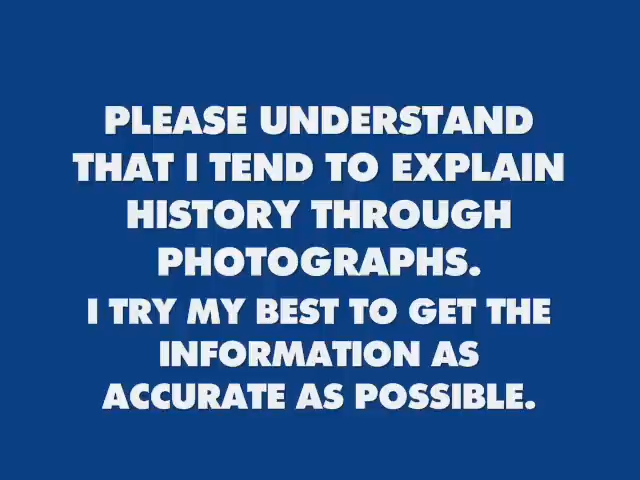 PLEASE UNDERSTAND
THAT I TEND TO EXPLAIN
HISTORY THROUGH
PHOTOGRAPHS.
I TRY MY BEST TO GET THE
INFORMATION AS
ACCURATE AS POSSIBLE.